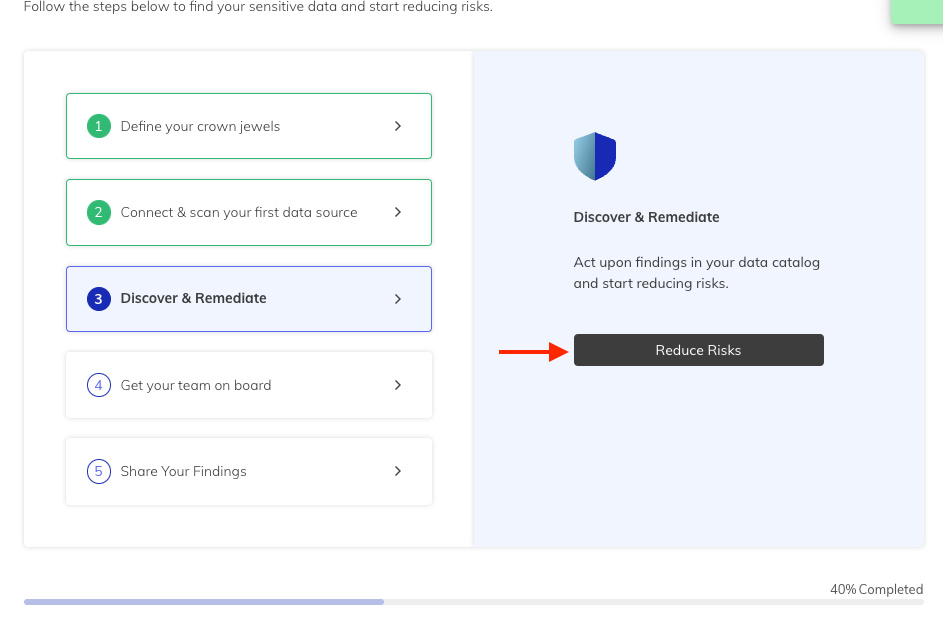 Follow the steps below to find your sensitive data and start reducing risks.
1 Define your crown jewels
2 Connect & scan your first data source
3 Discover & Remediate
4 Get your team on board
5 Share Your Findings
Discover & Remediate
Act upon findings in your data catalog
and start reducing risks.
Reduce Risks
40% Completed